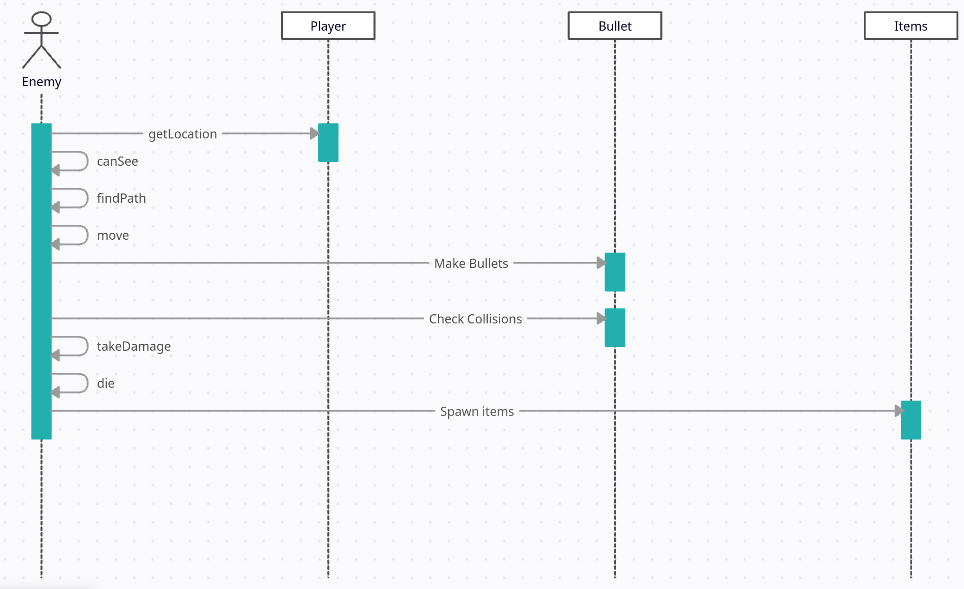 Player
Bullet
Items
Enemy
getLocation
canSee
findPath
move
Make Bullets
Check Collisions
takeDamage
die
Spawn items